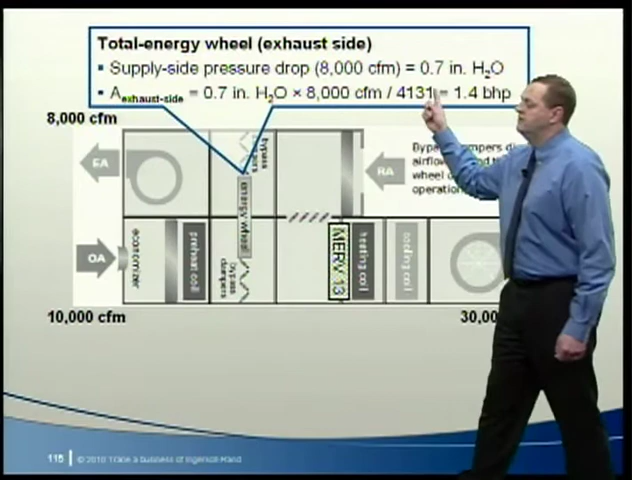 Total-energy wheel (exhaust side)
Supply-side pressure drop (8,000 cfm) = 0.7 in. H2O
Aexhaust-side = 0.7 in. H2O × 8,000 cfm / 4131 = 1.4 bhp
8,000 cfm
EA
bypass
dampers
RA
energy wheel
OA
economizer
preheat coil
bypass
dampers
MERV 13
heating coil
cooling coil
10,000 cfm
30,00
115 © 2010 Trane a business of Ingersoll-Rand